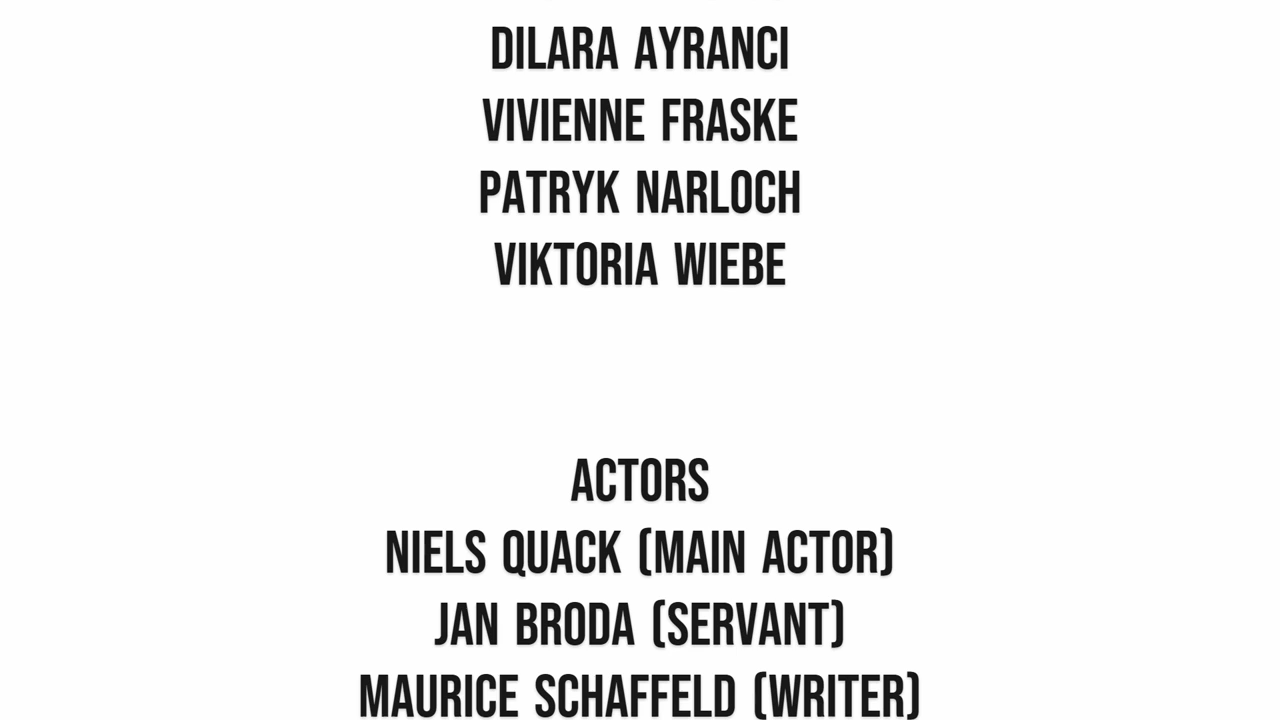 DILARA AYRANCI
VIVIENNE FRASKE
PATRYK NARLOCH
VIKTORIA WIEBE
ACTORS
NIELS QUACK (MAIN ACTOR)
JAN BRODA (SERVANT)
MAURICE SCHAFFELD (WRITER)